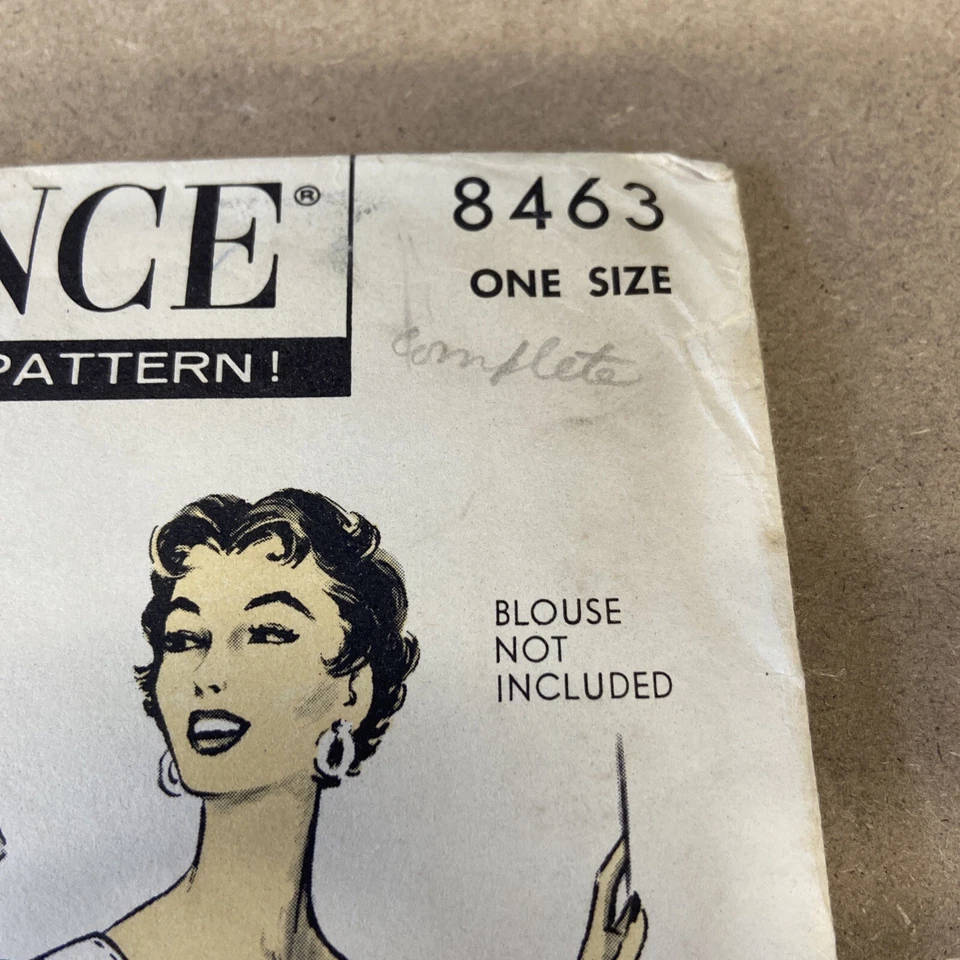 NCE®
PATTERN!
8463
ONE SIZE
complete
BLOUSE
NOT
INCLUDED